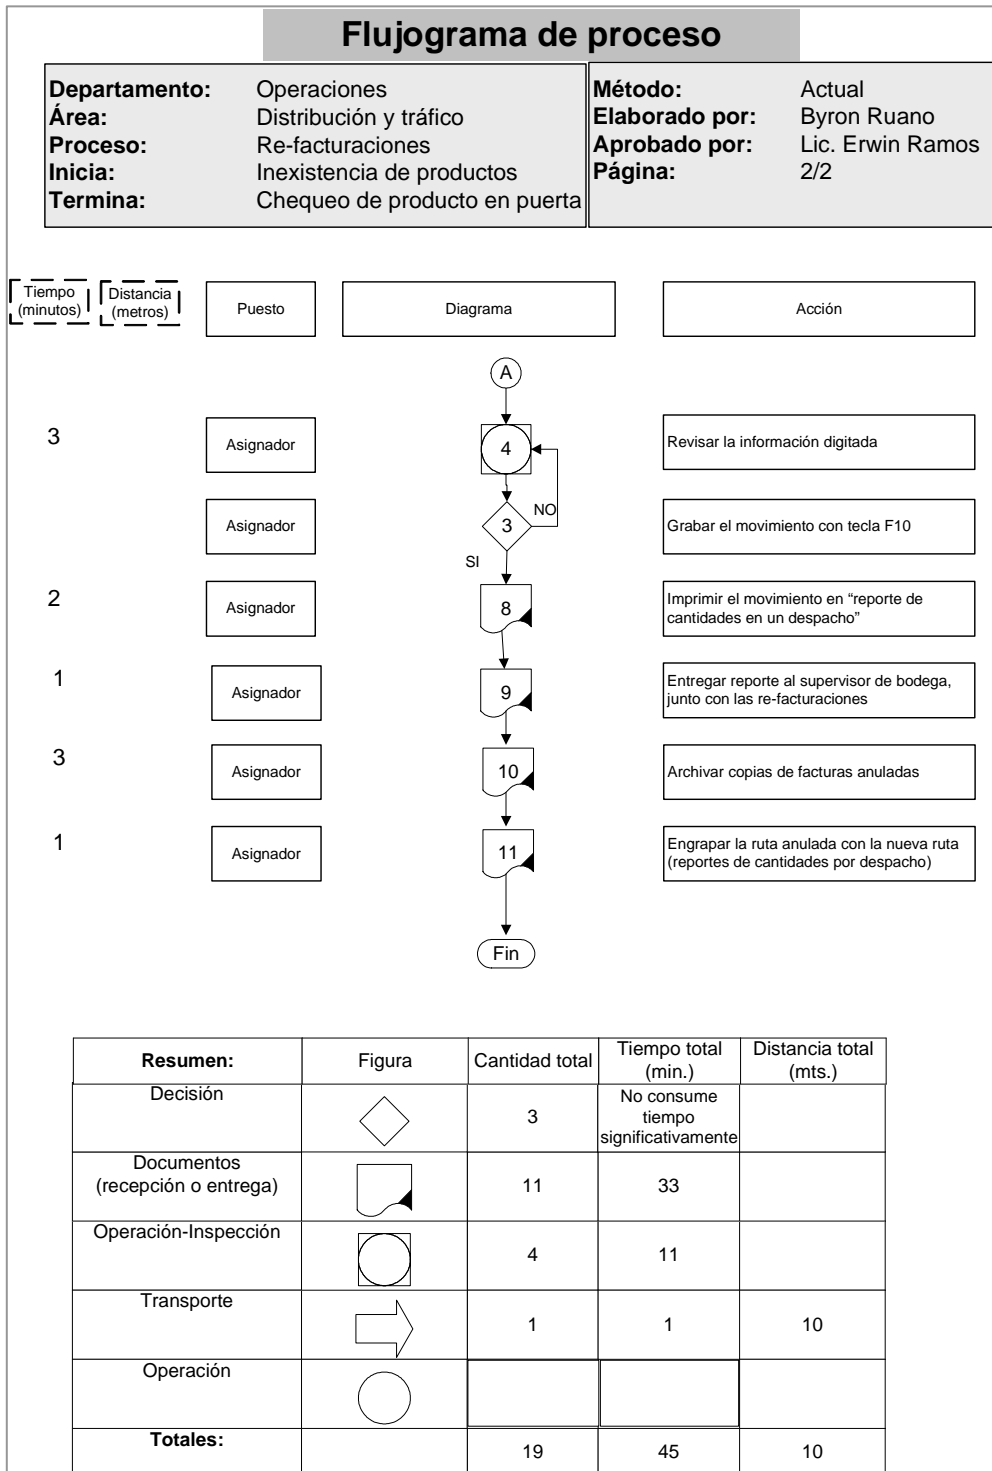 Flujograma de proceso
Departamento: Operaciones
Área: Distribución y tráfico
Proceso: Re-facturaciones
Inicia: Inexistencia de productos
Termina: Chequeo de producto en puerta
Método: Actual
Elaborado por: Byron Ruano
Aprobado por: Lic. Erwin Ramos
Página: 2/2
Tiempo
(minutos)
Distancia
(metros)
Puesto
Diagrama
Acción
A
3
Asignador
4
Revisar la información digitada
Asignador
3
NO
Grabar el movimiento con tecla F10
SI
2
Asignador
8
Imprimir el movimiento en “reporte de
cantidades en un despacho”
1
Asignador
9
Entregar reporte al supervisor de bodega,
junto con las re-facturaciones
3
Asignador
10
Archivar copias de facturas anuladas
1
Asignador
11
Engrapar la ruta anulada con la nueva ruta
(reportes de cantidades por despacho)
Fin
Resumen:
Figura
Cantidad total
Tiempo total
(min.)
Distancia total
(mts.)
Decisión
3
No consume
tiempo
significativamente
Documentos
(recepción o entrega)
11
33
Operación-Inspección
4
11
Transporte
1
1
10
Operación
Totales:
19
45
10